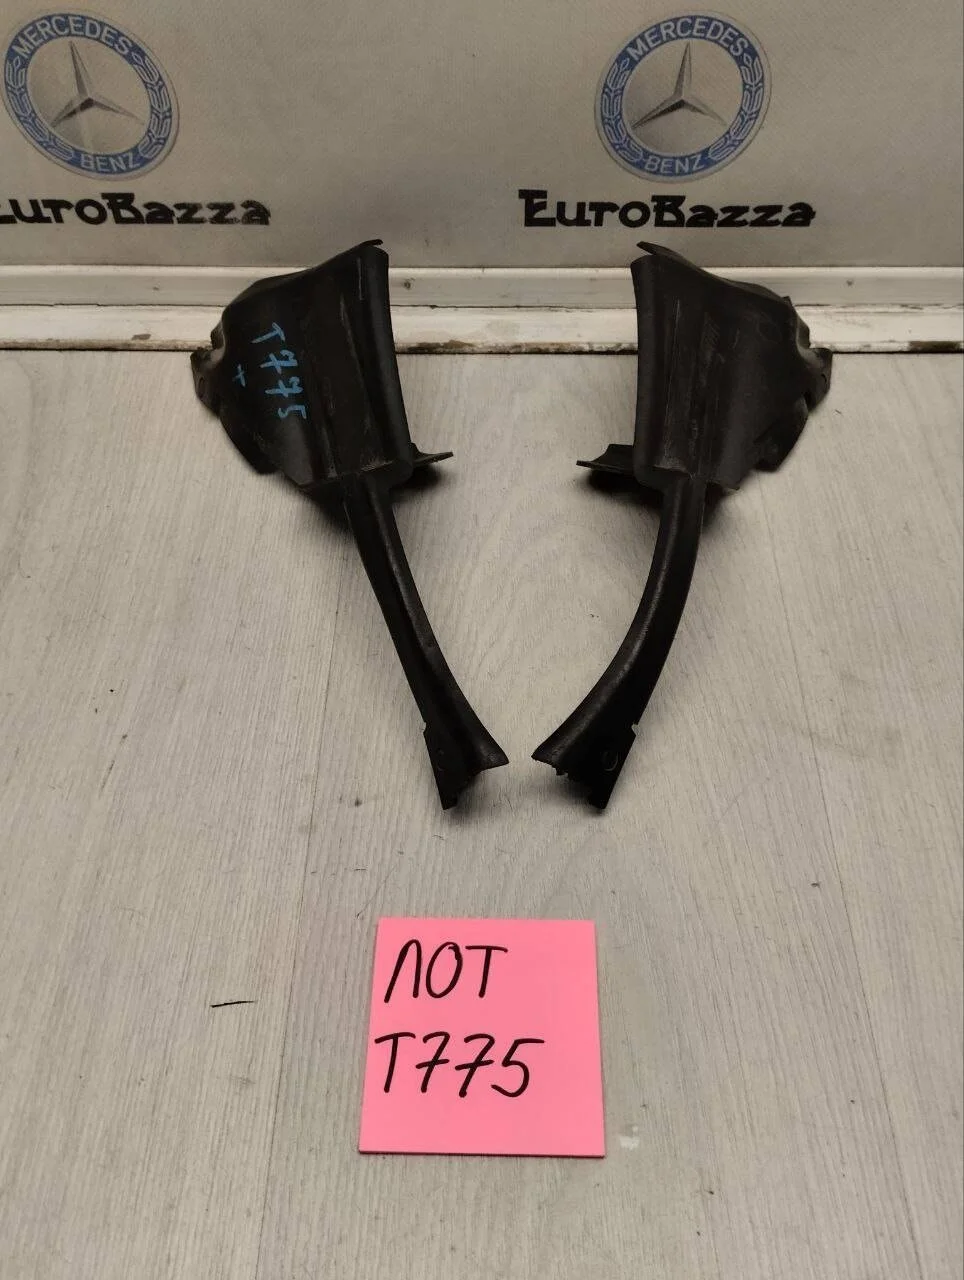 MERCEDES
BENZ
EuroBazza
MERCEDES
BENZ
EuroBazza
T775
+
ЛОТ
T775